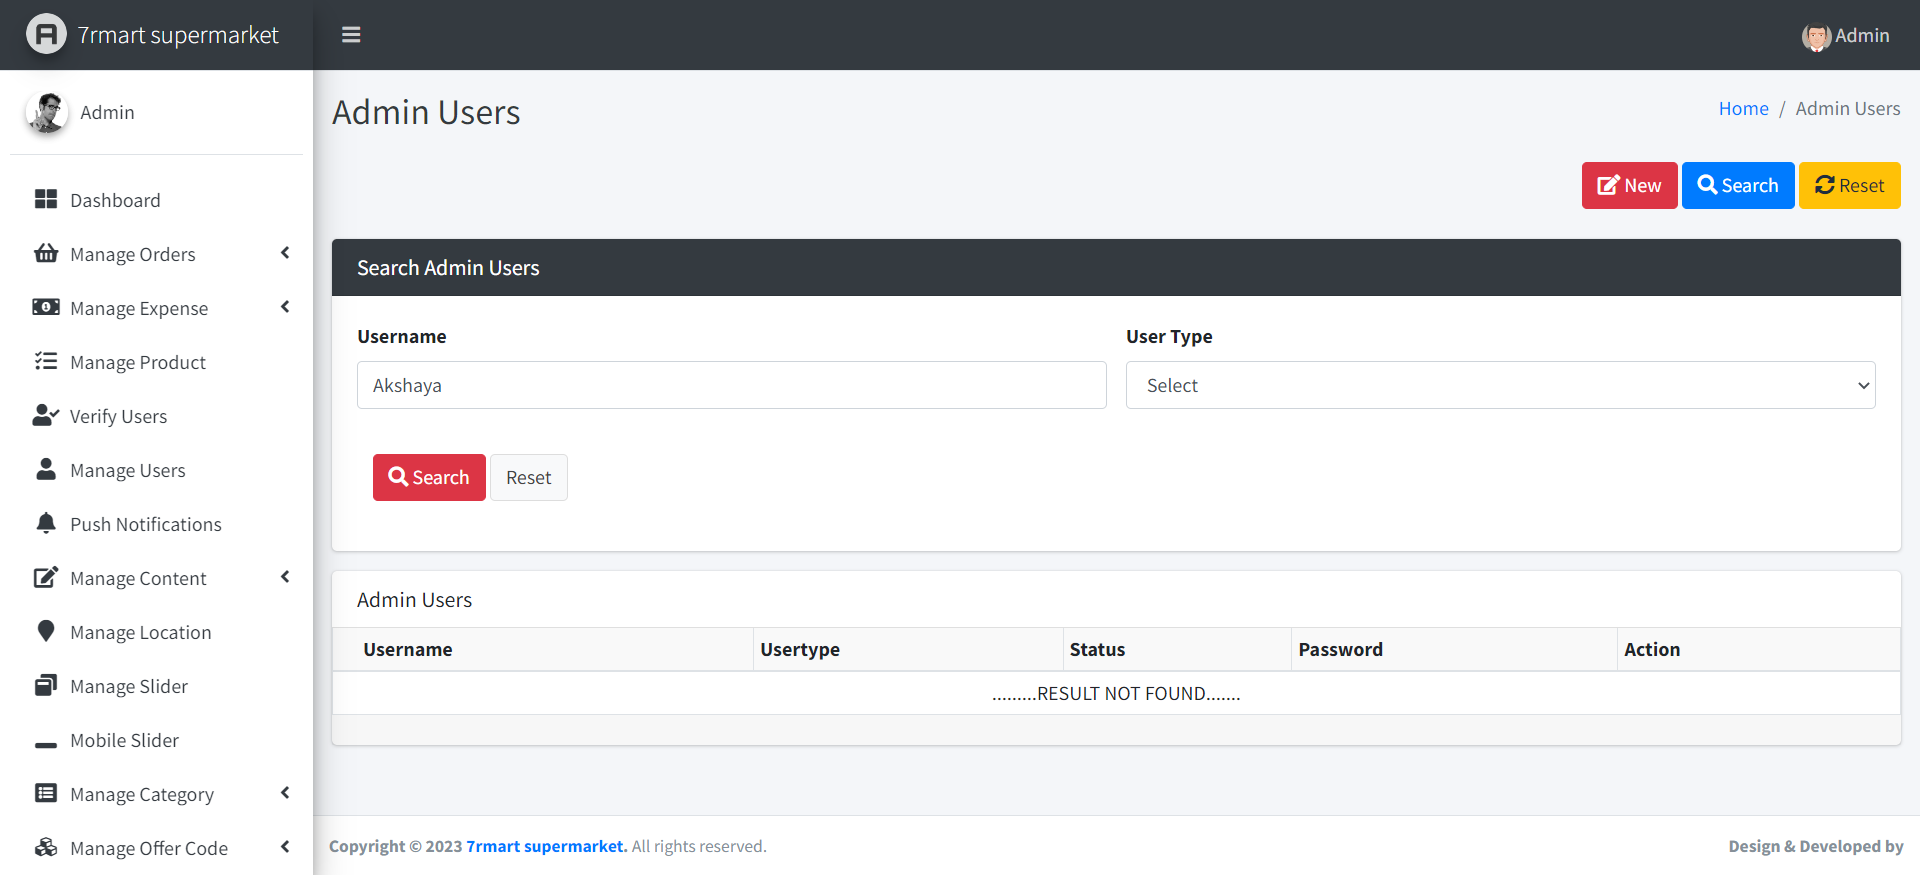 7rmart supermarket
Admin
Admin
Dashboard
Manage Orders
Manage Expense
Manage Product
Verify Users
Manage Users
Push Notifications
Manage Content
Manage Location
Manage Slider
Mobile Slider
Manage Category
Manage Offer Code
Admin Users
Home / Admin Users
New Search Reset
Search Admin Users
Username User Type
Akshaya Select
Search Reset
Admin Users
Username Usertype Status Password Action
.........RESULT NOT FOUND.......
Copyright © 2023 7rmart supermarket. All rights reserved.
Design & Developed by